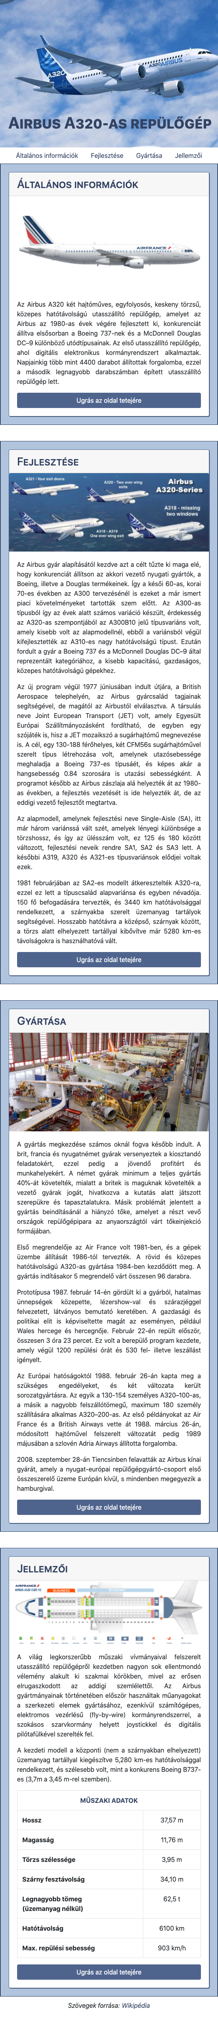 AIRBUS A320-AS REPÜLŐGÉP
Általános információk Fejlesztése Gyártása Jellemzői
ÁLTALÁNOS INFORMÁCIÓK
AIRFRANCE
Az Airbus A320 két hajtóműves, egyfolyosós, keskeny törzsű,
közepes hatótávolságú utasszállító repülőgép, amelyet az
Airbus az 1980-as évek végére fejlesztett ki, konkurenciát
állítva elsősorban a Boeing 737-nek és a McDonnell Douglas
DC-9 különböző utódtípusainak. Az első utasszállító repülőgép,
ahol digitális elektronikus kormányrendszert alkalmaztak.
Napjainkig több mint 4400 darabot állítottak forgalomba, ezzel
a második legnagyobb darabszámban épített utasszállító
repülőgép lett.
Ugrás az oldal tetejére
FEJLESZTÉSE
Airbus
A320-Series
Az Airbus gyár alapításától kezdve azt a célt tűzte ki maga elé,
hogy konkurenciát állítson az akkori vezető nyugati gyártók, a
Boeing, illetve a Douglas termékeinek. Így a késői 60-as, korai
70-es években az A300 tervezésénél is ezeket a már ismert
piaci követelményeket tartották szem előtt. Az A300-as
típusból így az évek alatt számos variáció készült, érdekesség
az A320-as szempontjából az A300B10 jelű típusvariáns volt,
amely kisebb volt az alapmodellnél, ebből a variánsból végül
kifejlesztették az A310-es nagy hatótávolságú típust. Ezután
fordult a gyár a Boeing 737 és a McDonnell Douglas DC-9 által
reprezentált kategóriához, a kisebb kapacitású, gazdaságos,
közepes hatótávolságú gépekhez.
Az új program végül 1977 júniusában indult útjára, a British
Aerospace telephelyén, az Airbus gyárcsalád tagjainak
segítségével, de magától az Airbustól elválasztva. A társulás
neve Joint European Transport (JET) volt, amely Egyesült
Európai Szállítmányozásként fordítható, de egyben egy
szójáték is, hisz a JET mozaikszó a sugárhajtómű megnevezése
is. A cél, egy 130-188 férőhelyes, két CFM56s sugárhajtóművel
szerelt típus létrehozása volt, amelynek utazósebessége
meghaladja a Boeing 737-es típusét, és képes akár a
hangsebesség 0.84 szorosára is utazási sebességként. A
programot később az Airbus zászlaja alá helyezték át az 1980-
as években, a fejlesztés vezetését is ide helyezték át, de az
eddigi vezető fejlesztőt megtartva.
Az alapmodell, amelynek fejlesztési neve Single-Aisle (SA), itt
már három variánssá vált szét, amelyek lényegi különbsége a
törzshossz, és így az ülésszám volt, ez 125 és 180 között
változott, fejlesztési neveik rendre SA1, SA2 és SA3 lett. A
későbbi A319, A320 és A321-es típusvariánsok elődjei voltak
ezek.
1981 februárjában az SA2-es modellt átkeresztelték A320-ra,
ezzel ez lett a típuscsalád alapvariánsa és egyben névadója.
150 fő befogadására tervezték, és 3440 km hatótávolsággal
rendelkezett, a szárnyakba szerelt üzemanyag tartályok
segítségével. Hosszabb hatótávra a középső, szárnyak között,
a törzs alatt elhelyezett tartállyal kibővítve már 5280 km-es
távolságokra is használhatóvá vált.
Ugrás az oldal tetejére
GYÁRTÁSA
A gyártás megkezdése számos oknál fogva később indult. A
brit, francia és nyugatnémet gyárak versenyeztek a kiosztandó
feladatokért, ezzel pedig a jövendő profitért és
munkahelyekért. A német gyárak minimum a teljes gyártás
40%-át követelték, mialatt a britek is maguknak követelték a
vezető gyárak jogát, hivatkozva a kutatás alatt játszott
szerepükre és tapasztalatukra. Másik problémát jelentett a
gyártás beindításánál a hiányzó tőke, amelyet a részt vevő
országok repülőgépipara az anyaországtól várt tőkeinjekció
formájában.
Első megrendelője az Air France volt 1981-ben, és a gépek
üzembe állítását 1986-tól tervezték. A rövid és közepes
hatótávolságú A320-as gyártása 1984-ben kezdődött meg. A
gyártás indításakor 5 megrendelő várt összesen 96 darabra.
Prototípusa 1987. február 14-én gördült ki a gyárból, hatalmas
ünnepségek közepette, lézershow-val és szárazjéggel
felvezetett, látványos bemutató keretében. A gazdasági és
politikai elit is képviseltette magát az eseményen, például
Wales hercege és hercegnője. Február 22-én repült először,
összesen 3 óra 23 percet. Ez volt a berepülő program kezdete,
amely végül 1200 repülési órát és 530 fel- illetve leszállást
igényelt.
Az Európai hatóságoktól 1988. február 26-án kapta meg a
szükséges engedélyeket, és két változata került
sorozatgyártásra. Az egyik a 130-154 személyes A320-100-as,
a másik a nagyobb felszállótömegű, maximum 180 személy
szállítására alkalmas A320-200-as. Az első példányokat az Air
France és a British Airways vette át 1988. március 26-án,
módosított hajtóművel felszerelt változatát pedig 1989
májusában a szlovén Adria Airways állította forgalomba.
2008. szeptember 28-án Tiencsinben felavatták az Airbus kínai
gyárát, amely a nyugat-európai repülőgépgyártó-csoport első
összeszerelő üzeme Európán kívül, s mindenben megegyezik a
hamburgival.
Ugrás az oldal tetejére
JELLEMZŐI
AIRFRANCE
A világ legkorszerűbb műszaki vívmányaival felszerelt
utasszállító repülőgépről kezdetben nagyon sok ellentmondó
vélemény alakult ki szakmai körökben, mivel az erősen
elrugaszkodott az addigi szemlélettől. Az Airbus
gyártmányainak történetében először használtak műanyagokat
a szerkezeti elemek gyártásához, ezenkívül számítógépes,
elektromos vezérlésű (fly-by-wire) kormányrendszerrel, a
szokásos szarvkormány helyett joystickkel és digitális
pilótafülkével szerelték fel.
A kezdeti modell a központi (nem a szárnyakban elhelyezett)
üzemanyag tartállyal kiegészítve 5,280 km-es hatótávolsággal
rendelkezett, és szélesebb volt, mint a konkurens Boeing B737-
es (3,7m a 3,45 m-rel szemben).
MŰSZAKI ADATOK
Hossz 37,57 m
Magasság 11,76 m
Törzs szélessége 3,95 m
Szárny fesztávolság 34,10 m
Legnagyobb tömeg 62,5 t
(üzemanyag nélkül)
Hatótávolság 6100 km
Max. repülési sebesség 903 km/h
Ugrás az oldal tetejére
Szövegek forrása: Wikipédia